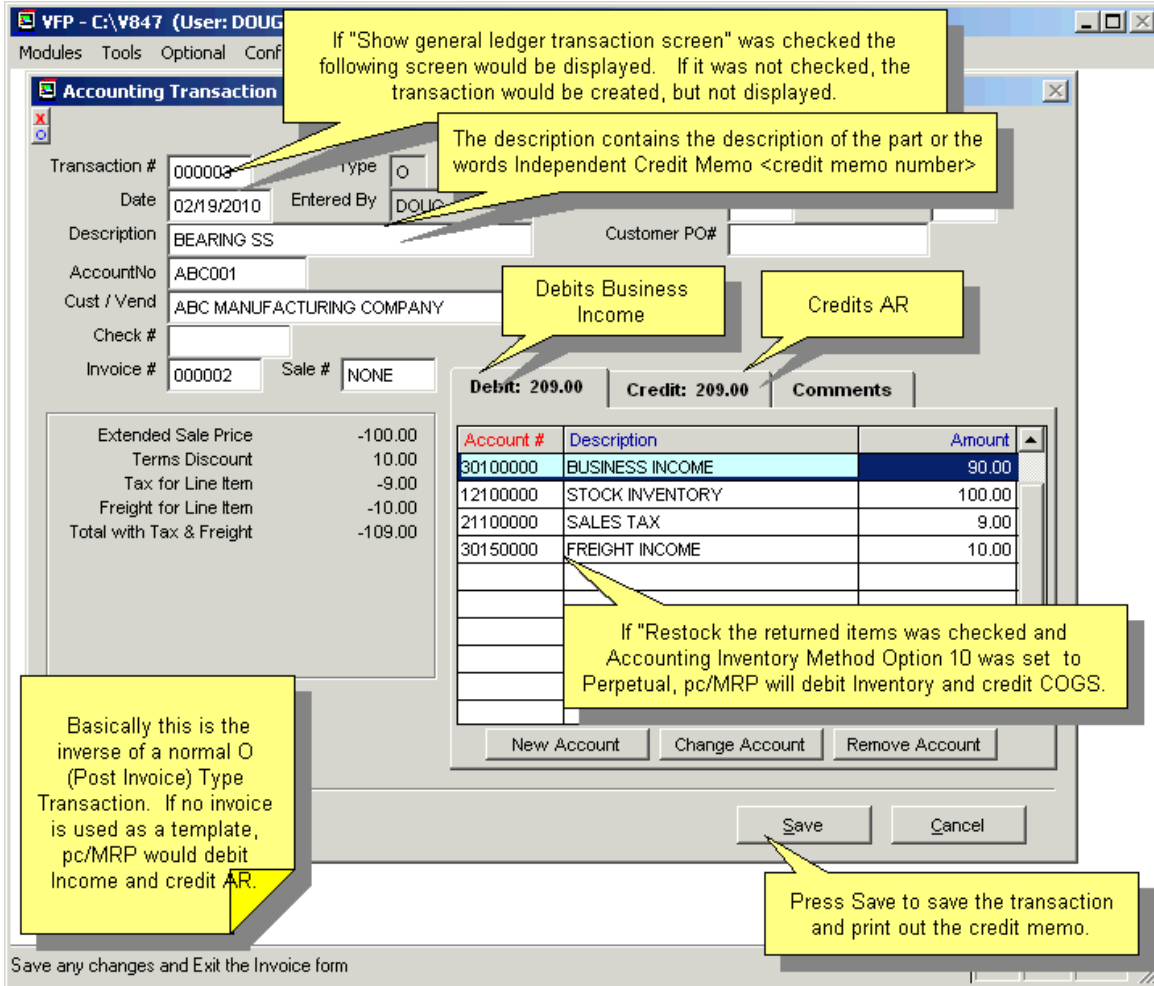 VFP - C:\V847 (User: DOUG
Modules Tools Optional Conf
If "Show general ledger transaction screen" was checked the
following screen would be displayed. If it was not checked, the
transaction would be created, but not displayed.
Accounting Transaction
The description contains the description of the part or the
words Independent Credit Memo <credit memo number>
Transaction # 000003 Type O
Date 02/19/2010 Entered By DOUG
Description BEARING SS Customer PO#
AccountNo ABC001
Cust / Vend ABC MANUFACTURING COMPANY
Check #
Invoice # 000002 Sale # NONE
Debits Business
Income
Credits AR
Debit: 209.00 Credit: 209.00 Comments
Extended Sale Price -100.00
Terms Discount 10.00
Tax for Line Item -9.00
Freight for Line Item -10.00
Total with Tax & Freight -109.00
Account # Description Amount
30100000 BUSINESS INCOME 90.00
12100000 STOCK INVENTORY 100.00
21100000 SALES TAX 9.00
30150000 FREIGHT INCOME 10.00
If "Restock the returned items was checked and
Accounting Inventory Method Option 10 was set to
Perpetual, pc/MRP will debit Inventory and credit COGS.
New Account Change Account Remove Account
Basically this is the
inverse of a normal O
(Post Invoice) Type
Transaction. If no invoice
is used as a template,
pc/MRP would debit
Income and credit AR.
Save Cancel
Press Save to save the transaction
and print out the credit memo.
Save any changes and Exit the Invoice form